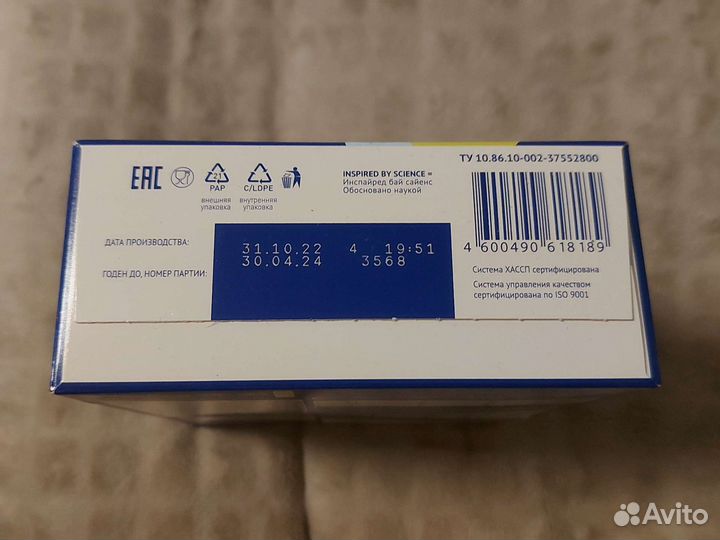 ТУ 10.86.10-002-37552800
EAC
21
PAP
C/LDPE
внешняя
упаковка
внутренняя
упаковка
INSPIRED BY SCIENCE =
Инспайред бай сайенс
Обосновано наукой
ДАТА ПРОИЗВОДСТВА:
31.10.22 4 19:51
ГОДЕН ДО, НОМЕР ПАРТИИ:
30.04.24 3568
4 600490 618189
Система ХАССП сертифицирована
Система управления качеством
сертифицирована по ISO 9001
Avito